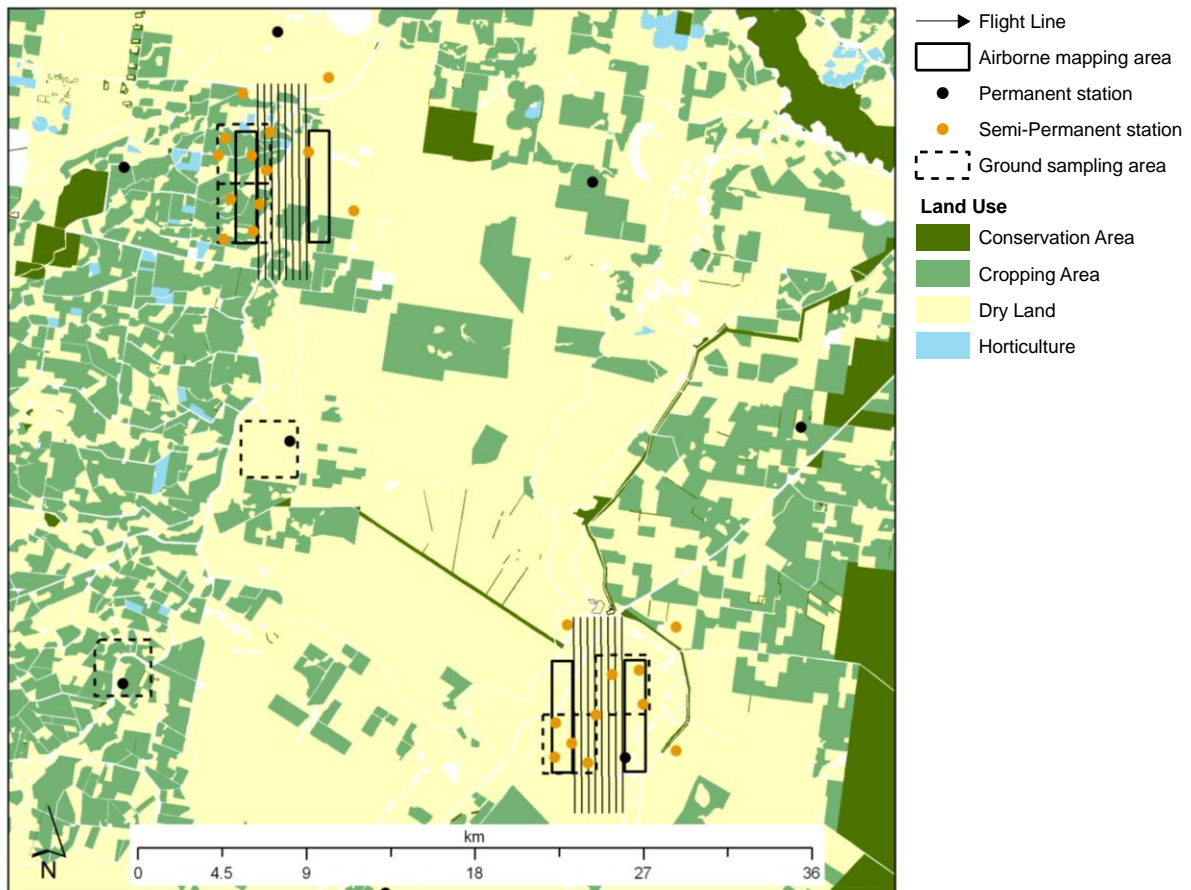 Flight Line
Airborne mapping area
Permanent station
Semi-Permanent station
Ground sampling area
Land Use
Conservation Area
Cropping Area
Dry Land
Horticulture
km
N
0 4.5 9 18 27 36